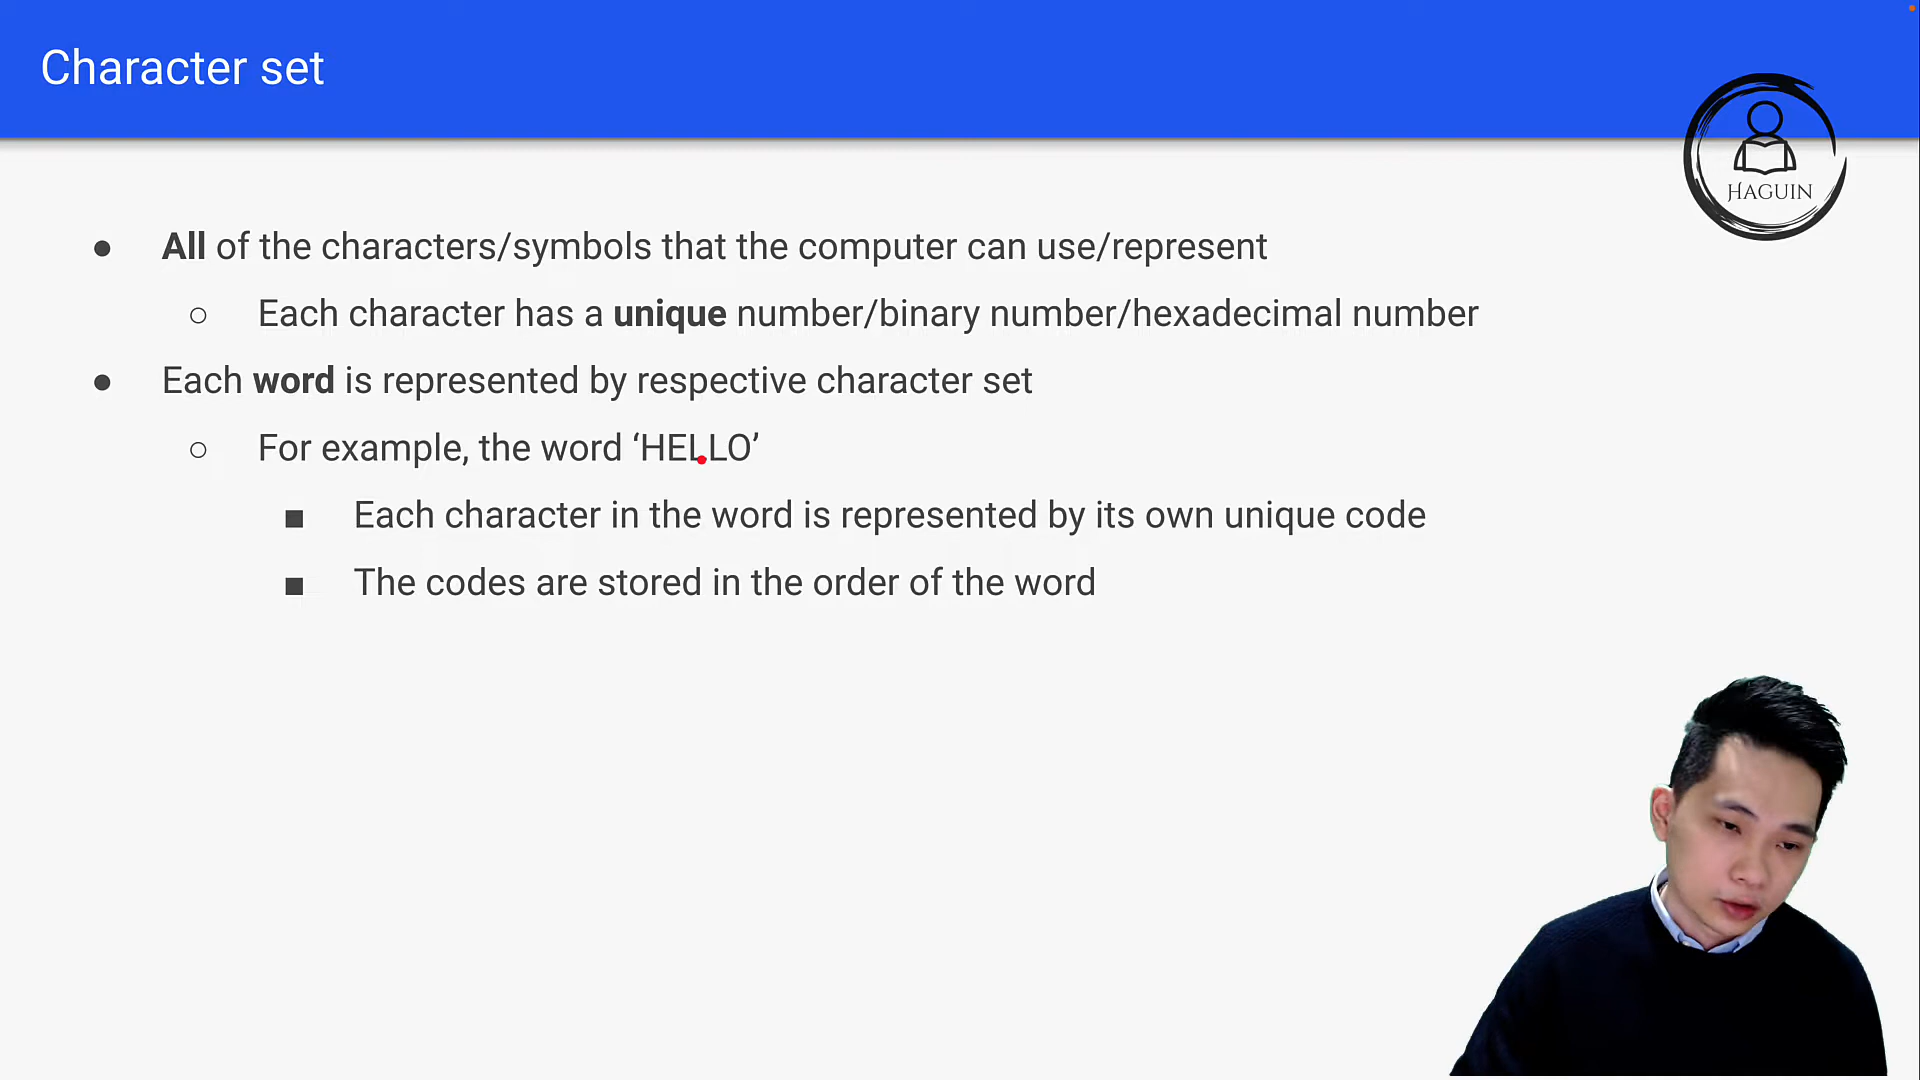 Character set
HAGUIN
● All of the characters/symbols that the computer can use/represent
○ Each character has a unique number/binary number/hexadecimal number
● Each word is represented by respective character set
○ For example, the word ‘HELLO’
■ Each character in the word is represented by its own unique code
■ The codes are stored in the order of the word